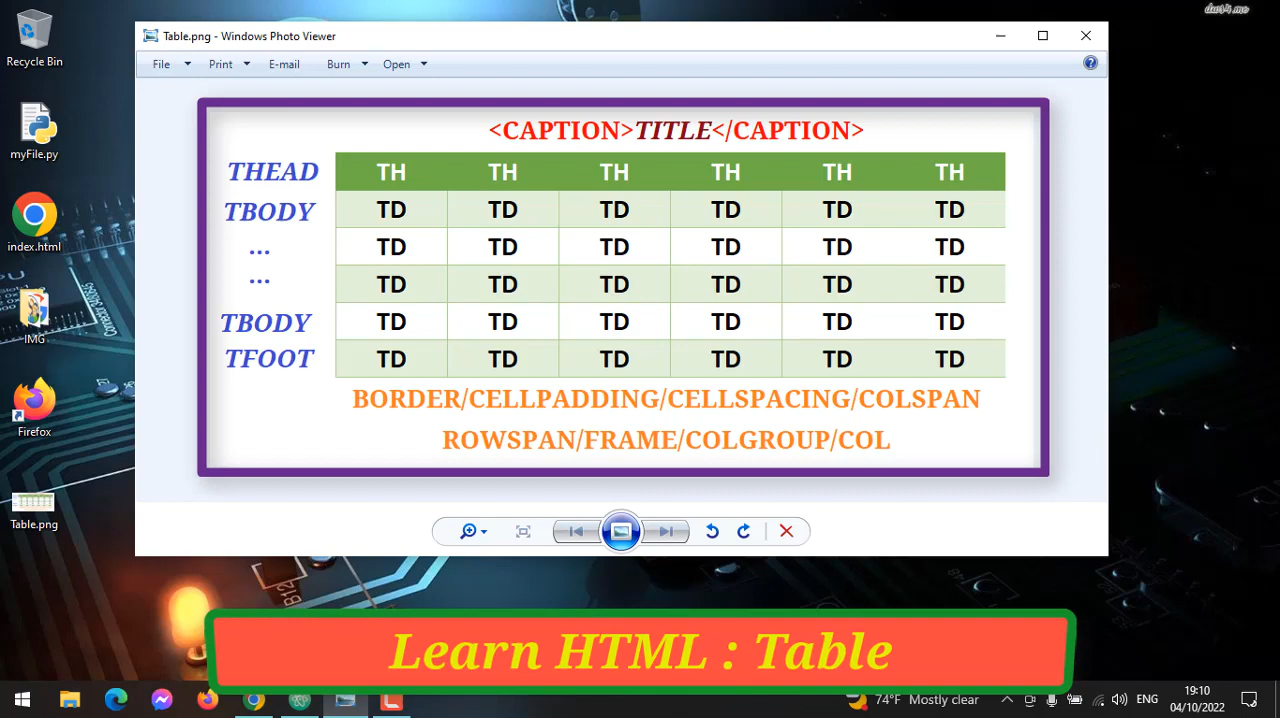 dwr4.me
Recycle Bin
myFile.py
index.html
IMG
Firefox
Table.png
Table.png - Windows Photo Viewer
File Print E-mail Burn Open
<CAPTION>TITLE</CAPTION>
THEAD TH TH TH TH TH TH
TBODY TD TD TD TD TD TD
... TD TD TD TD TD TD
... TD TD TD TD TD TD
TBODY TD TD TD TD TD TD
TFOOT TD TD TD TD TD TD
BORDER/CELLPADDING/CELLSPACING/COLSPAN
ROWSPAN/FRAME/COLGROUP/COL
Learn HTML : Table
74°F Mostly clear ENG 19:10
04/10/2022